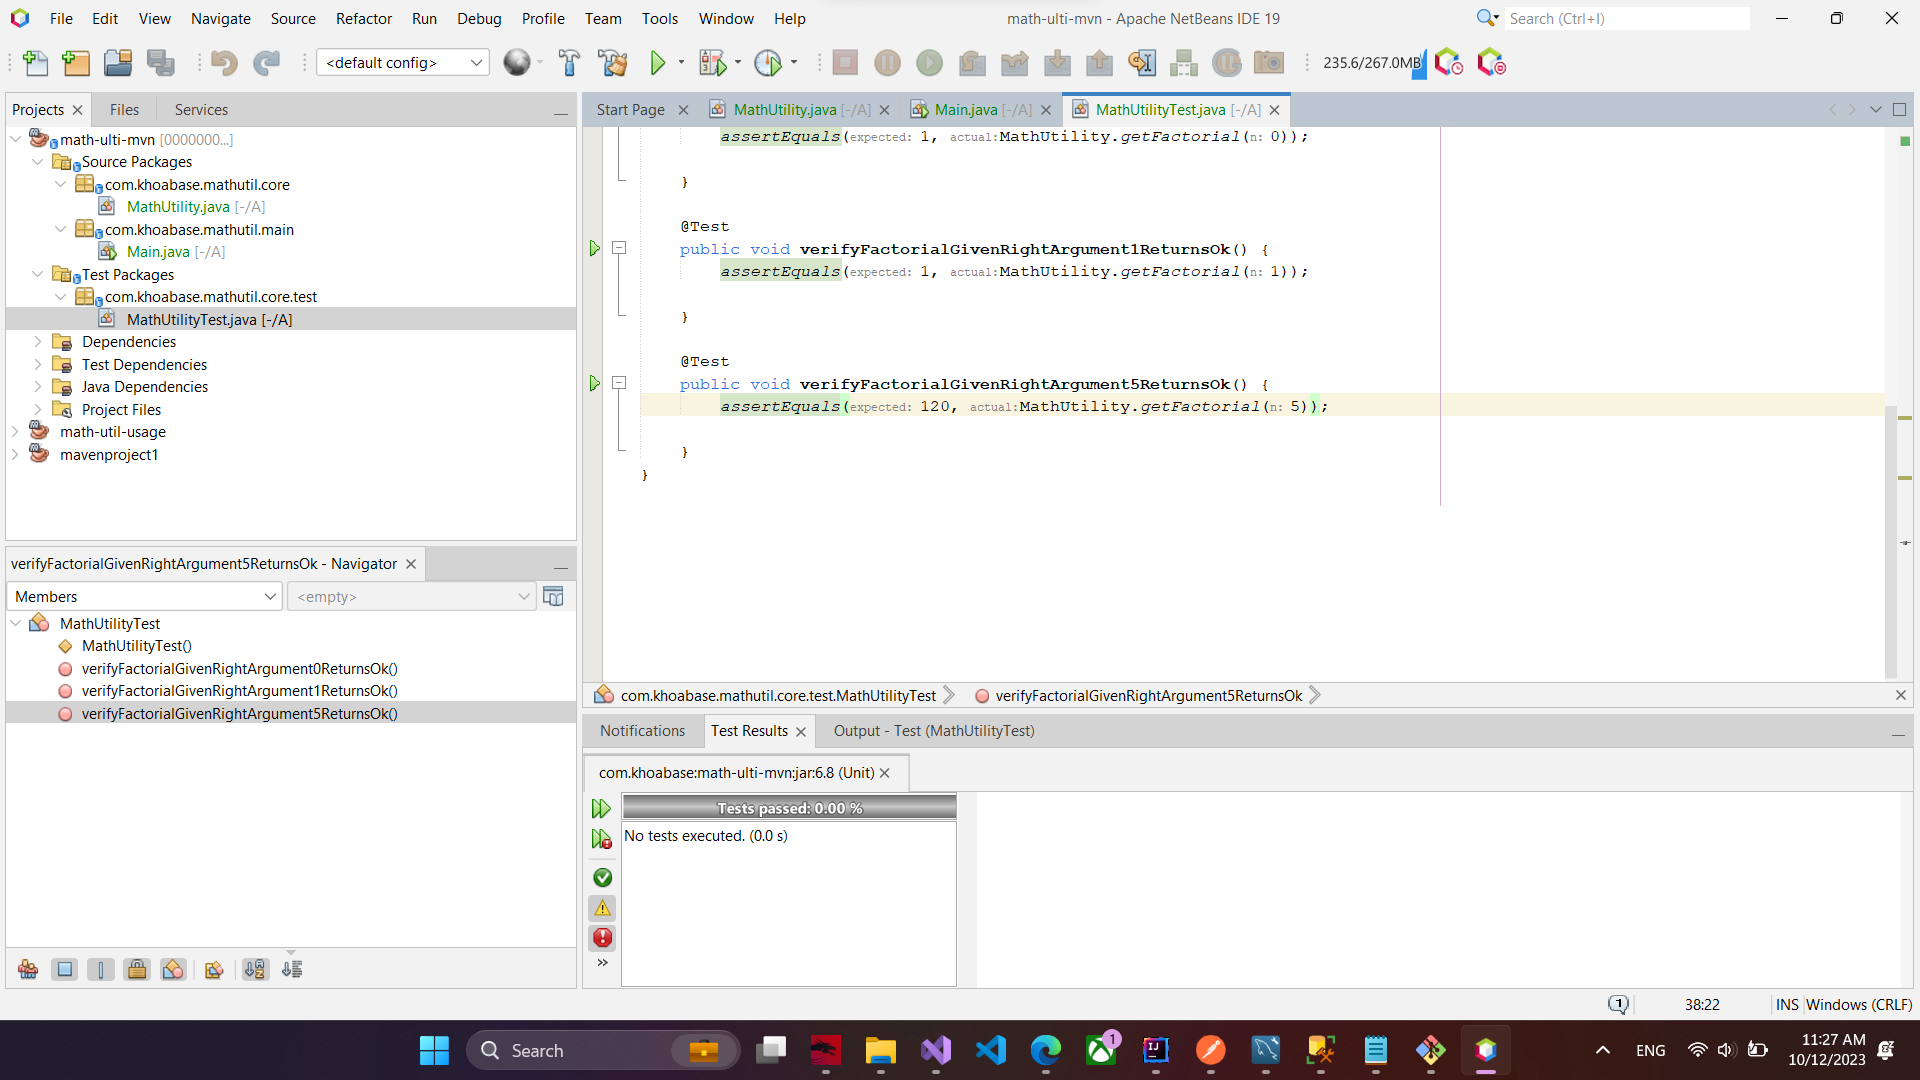 File Edit View Navigate Source Refactor Run Debug Profile Team Tools Window Help
math-ulti-mvn - Apache NetBeans IDE 19
Search (Ctrl+I)
<default config>
235.6/267.0MB
Projects Files Services
math-ulti-mvn [0000000...]
Source Packages
com.khoabase.mathutil.core
MathUtility.java [-/A]
com.khoabase.mathutil.main
Main.java [-/A]
Test Packages
com.khoabase.mathutil.core.test
MathUtilityTest.java [-/A]
Dependencies
Test Dependencies
Java Dependencies
Project Files
math-util-usage
mavenproject1
verifyFactorialGivenRightArgument5ReturnsOk - Navigator
Members
<empty>
MathUtilityTest
MathUtilityTest()
verifyFactorialGivenRightArgument0ReturnsOk()
verifyFactorialGivenRightArgument1ReturnsOk()
verifyFactorialGivenRightArgument5ReturnsOk()
Start Page MathUtility.java [-/A] Main.java [-/A] MathUtilityTest.java [-/A]
assertEquals(expected: 1, actual:MathUtility.getFactorial(n: 0));
}
@Test
public void verifyFactorialGivenRightArgument1ReturnsOk() {
assertEquals(expected: 1, actual:MathUtility.getFactorial(n: 1));
}
@Test
public void verifyFactorialGivenRightArgument5ReturnsOk() {
assertEquals(expected: 120, actual:MathUtility.getFactorial(n: 5));
}
}
com.khoabase.mathutil.core.test.MathUtilityTest verifyFactorialGivenRightArgument5ReturnsOk
Notifications Test Results Output - Test (MathUtilityTest)
com.khoabase:math-ulti-mvn:jar:6.8 (Unit)
Tests passed: 0.00 %
No tests executed. (0.0 s)
1 38:22 INS Windows (CRLF)
Search
1
ENG
11:27 AM
10/12/2023